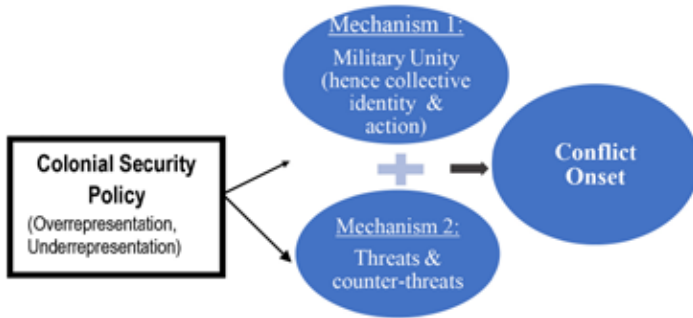 Colonial Security
Policy
(Overrepresentation,
Underrepresentation)
Mechanism 1:
Military Unity
(hence collective
identity &
action)
Mechanism 2:
Threats &
counter-threats
Conflict
Onset